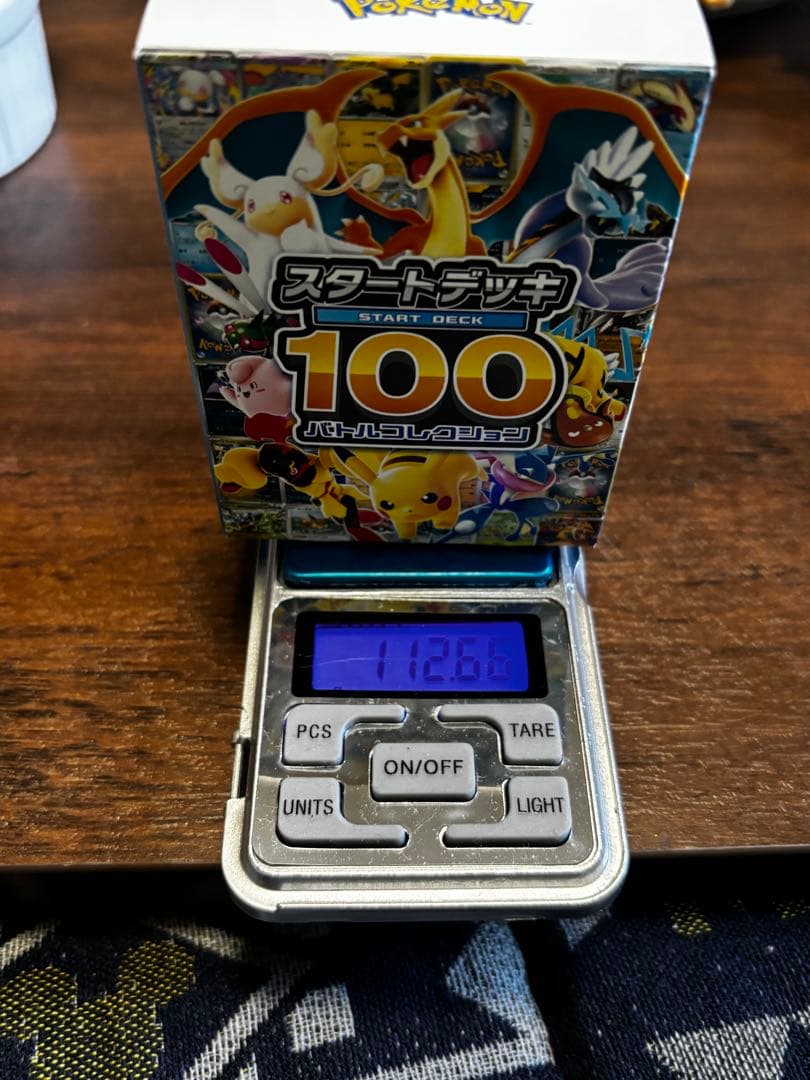 POKÉMON
スタートデッキ
START DECK
100
バトルコレクション
112.66
PCS
TARE
ON/OFF
UNITS
LIGHT